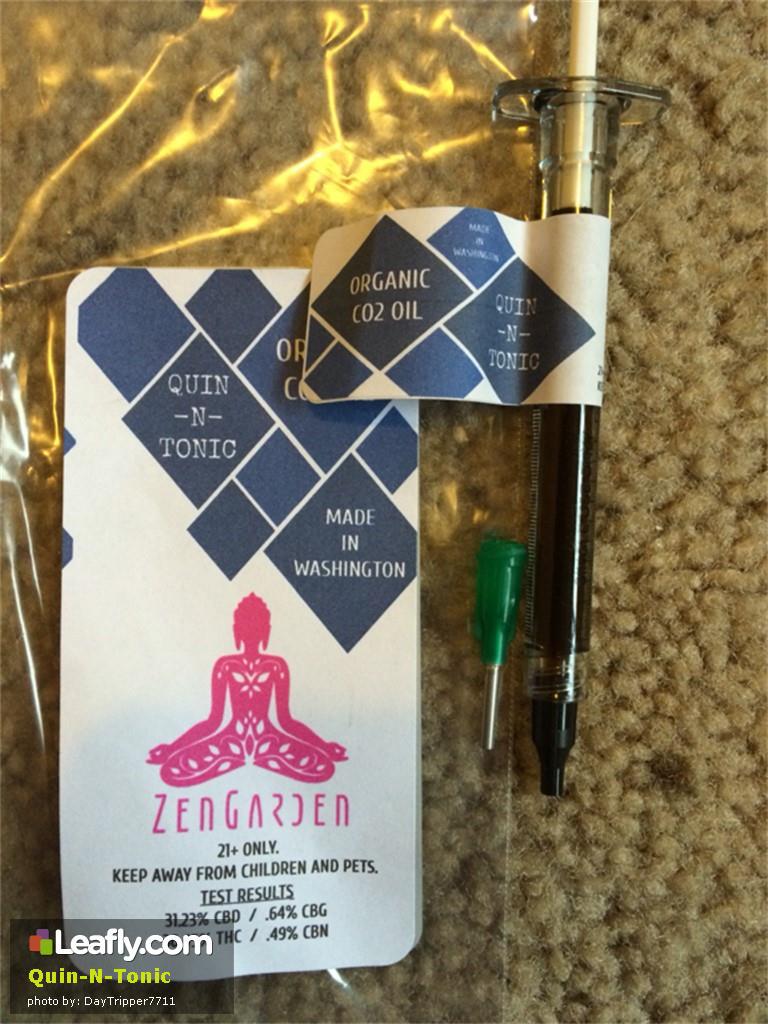 MADE
IN
WASHINGTON
ORGANIC
CO2 OIL
QUIN
-N-
TONIC
QUIN
-N-
TONIC
MADE
IN
WASHINGTON
ZENGARDEN
21+ ONLY.
KEEP AWAY FROM CHILDREN AND PETS.
TEST RESULTS
31.23% CBD / .64% CBG
THC / .49% CBN
Leafly.com
Quin-N-Tonic
photo by: DayTripper7711